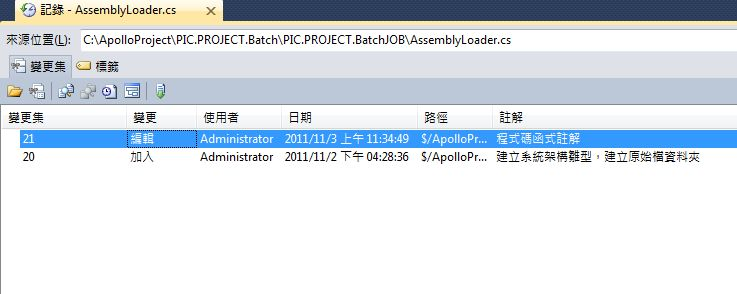 記錄 - AssemblyLoader.cs
來源位置(L): C:\ApolloProject\PIC.PROJECT.Batch\PIC.PROJECT.BatchJOB\AssemblyLoader.cs
變更集 標籤
變更集 變更 使用者 日期 路徑 註解
21 編輯 Administrator 2011/11/3 上午 11:34:49 $/ApolloPr... 程式碼函式註解
20 加入 Administrator 2011/11/2 下午 04:28:36 $/ApolloPr... 建立系統架構雛型，建立原始檔資料夾